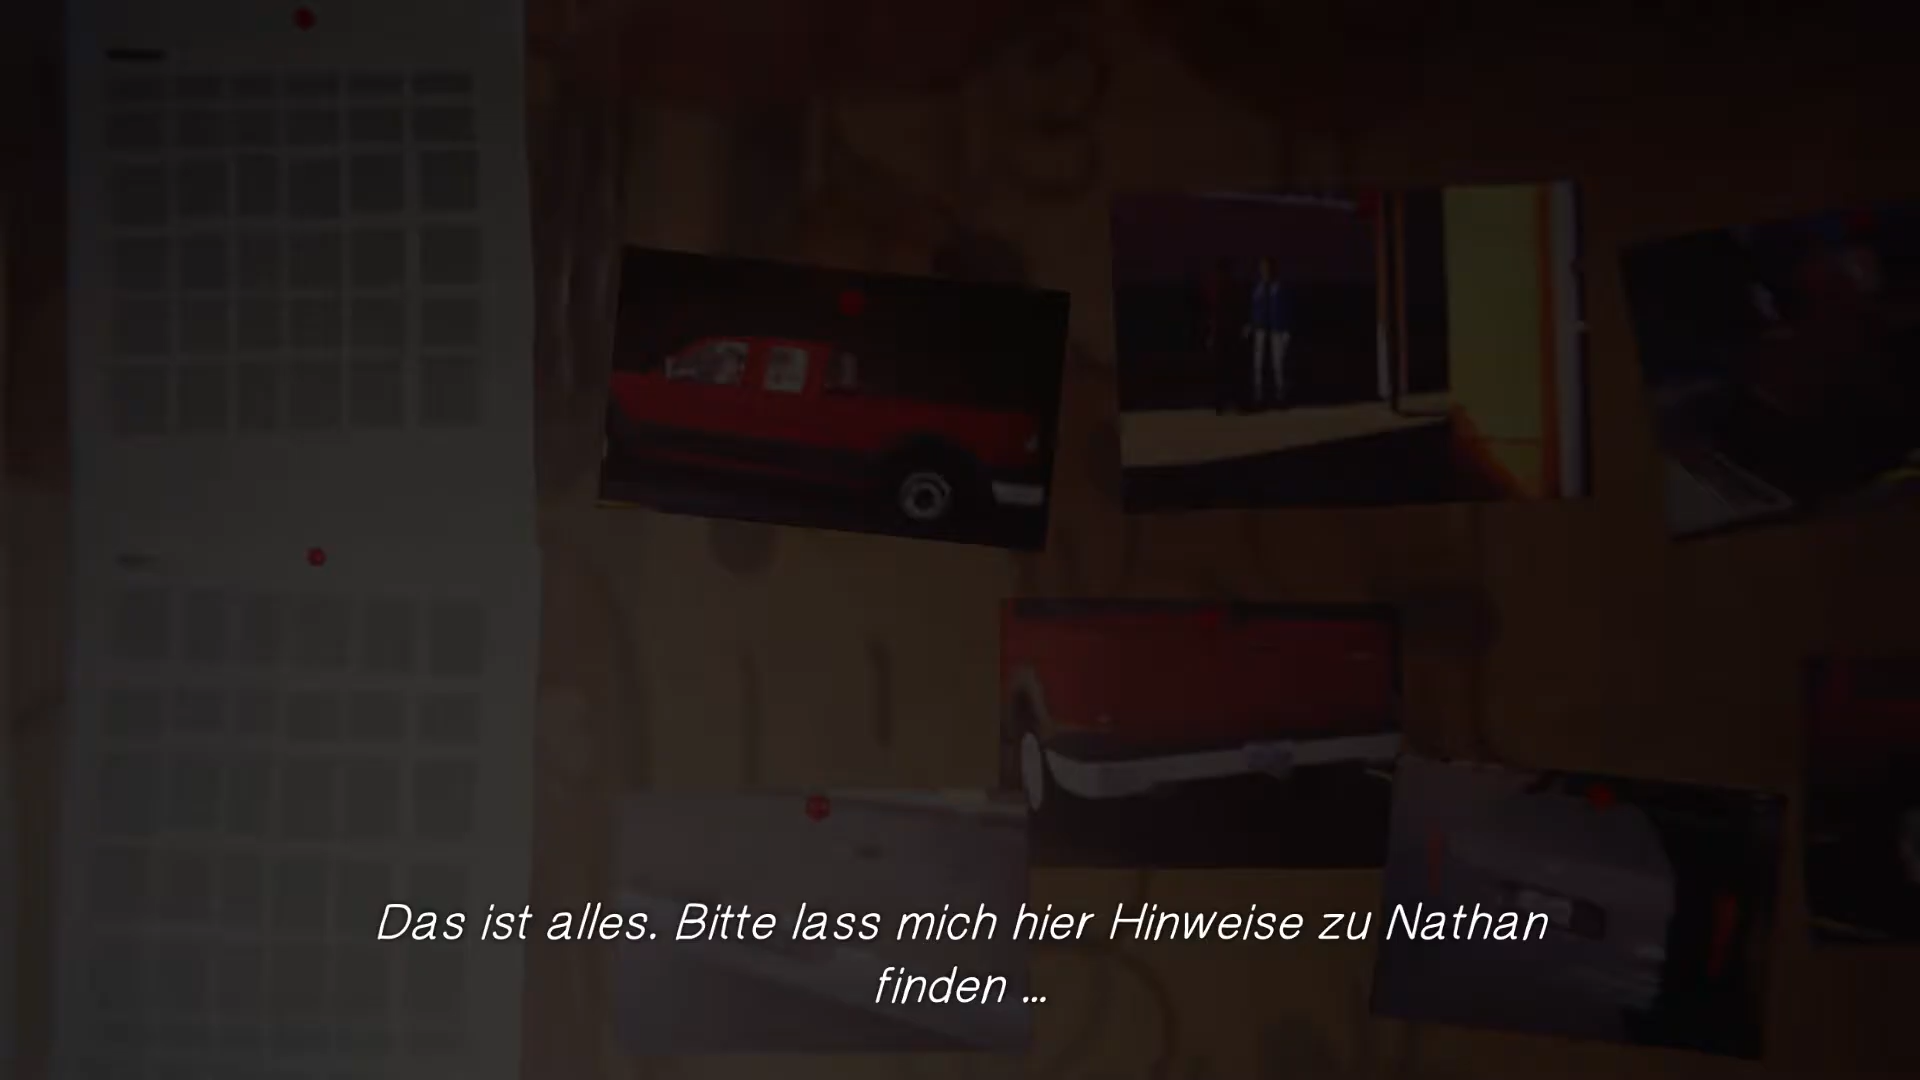 Das ist alles. Bitte lass mich hier Hinweise zu Nathan
finden ...